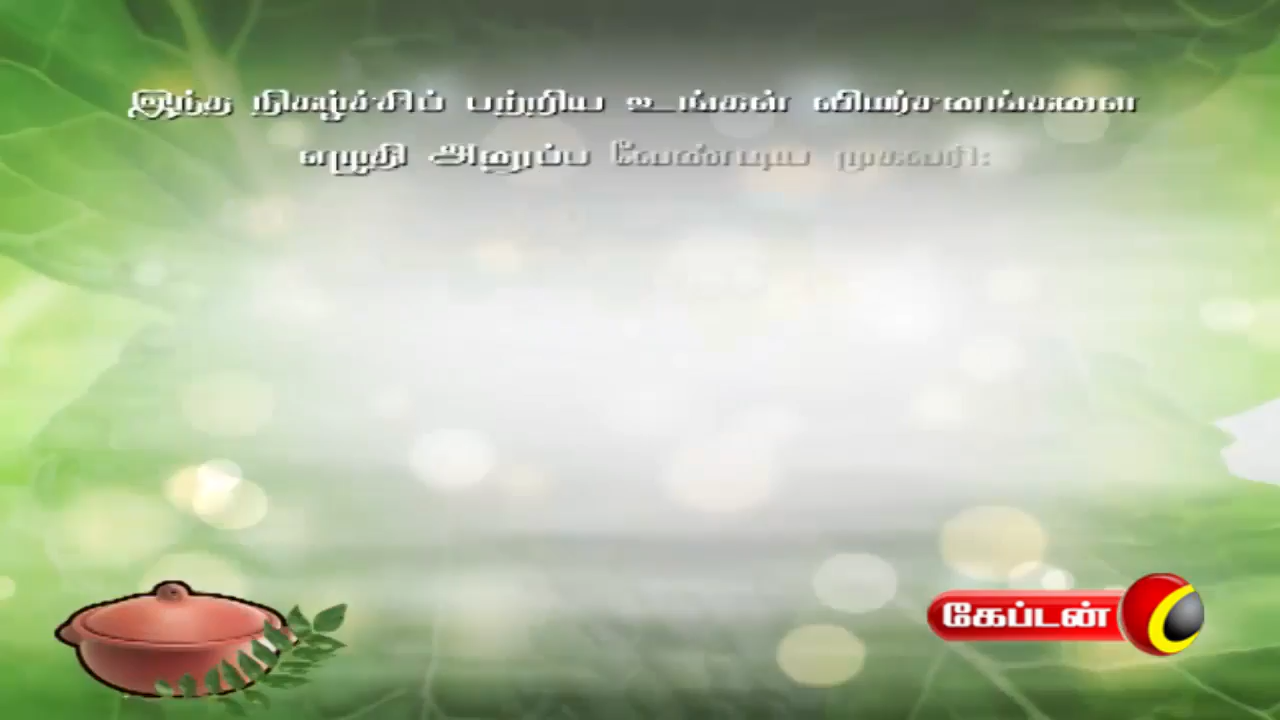 இந்த நிகழ்ச்சிப் பற்றிய உங்கள் விமர்சனங்களை
எழுதி அனுப்ப வேண்டிய முகவரி:
கேப்டன்